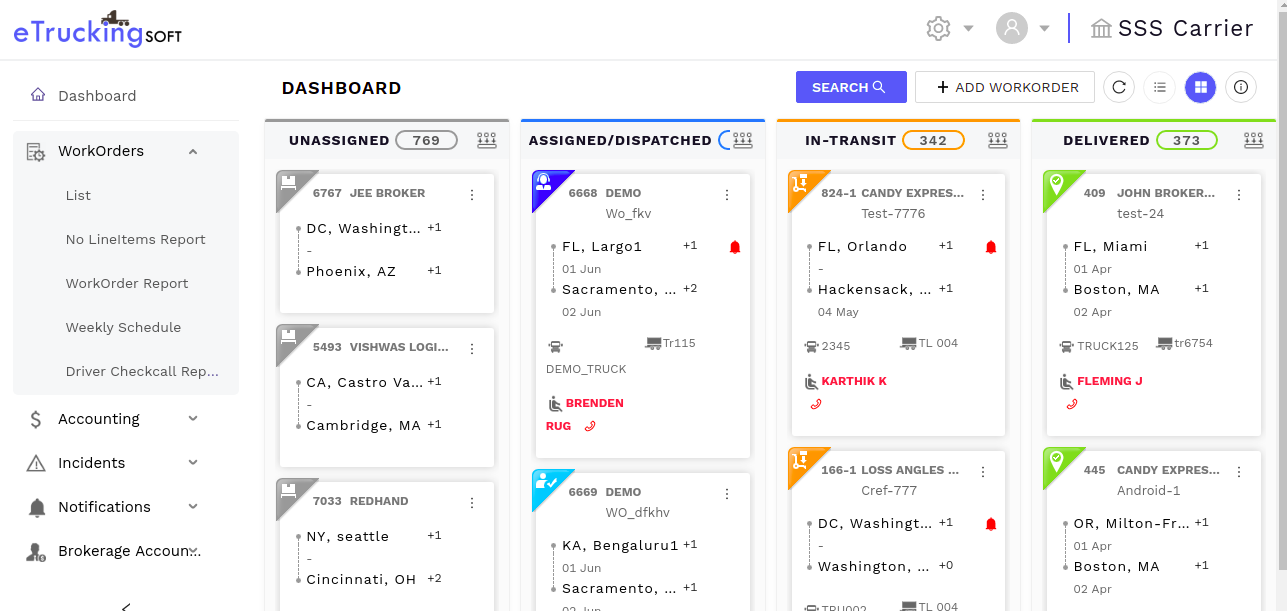 eTruckingSOFT
SSS Carrier
Dashboard
WorkOrders
List
No LineItems Report
WorkOrder Report
Weekly Schedule
Driver Checkcall Rep...
Accounting
Incidents
Notifications
Brokerage Accoun...
DASHBOARD
SEARCH
+ ADD WORKORDER
UNASSIGNED 769
6767 JEE BROKER
DC, Washingt... +1
-
Phoenix, AZ +1
5493 VISHWAS LOGI...
CA, Castro Va... +1
-
Cambridge, MA +1
7033 REDHAND
NY, seattle +1
-
Cincinnati, OH +2
ASSIGNED/DISPATCHED
6668 DEMO
Wo_fkv
FL, Largo1 +1
01 Jun
Sacramento, ... +2
02 Jun
Tr115
DEMO_TRUCK
BRENDEN
RUG
6669 DEMO
WO_dfkhv
KA, Bengaluru1 +1
01 Jun
Sacramento, ... +1
02 Jun
IN-TRANSIT 342
824-1 CANDY EXPRES...
Test-7776
FL, Orlando +1
-
Hackensack, ... +1
04 May
2345 TL 004
KARTHIK K
166-1 LOSS ANGLES ...
Cref-777
DC, Washingt... +1
-
Washington, ... +0
TRU002 TL 004
DELIVERED 373
409 JOHN BROKER...
test-24
FL, Miami +1
01 Apr
Boston, MA +1
02 Apr
TRUCK125 tr6754
FLEMING J
445 CANDY EXPRES...
Android-1
OR, Milton-Fr... +1
01 Apr
Boston, MA +1
02 Apr